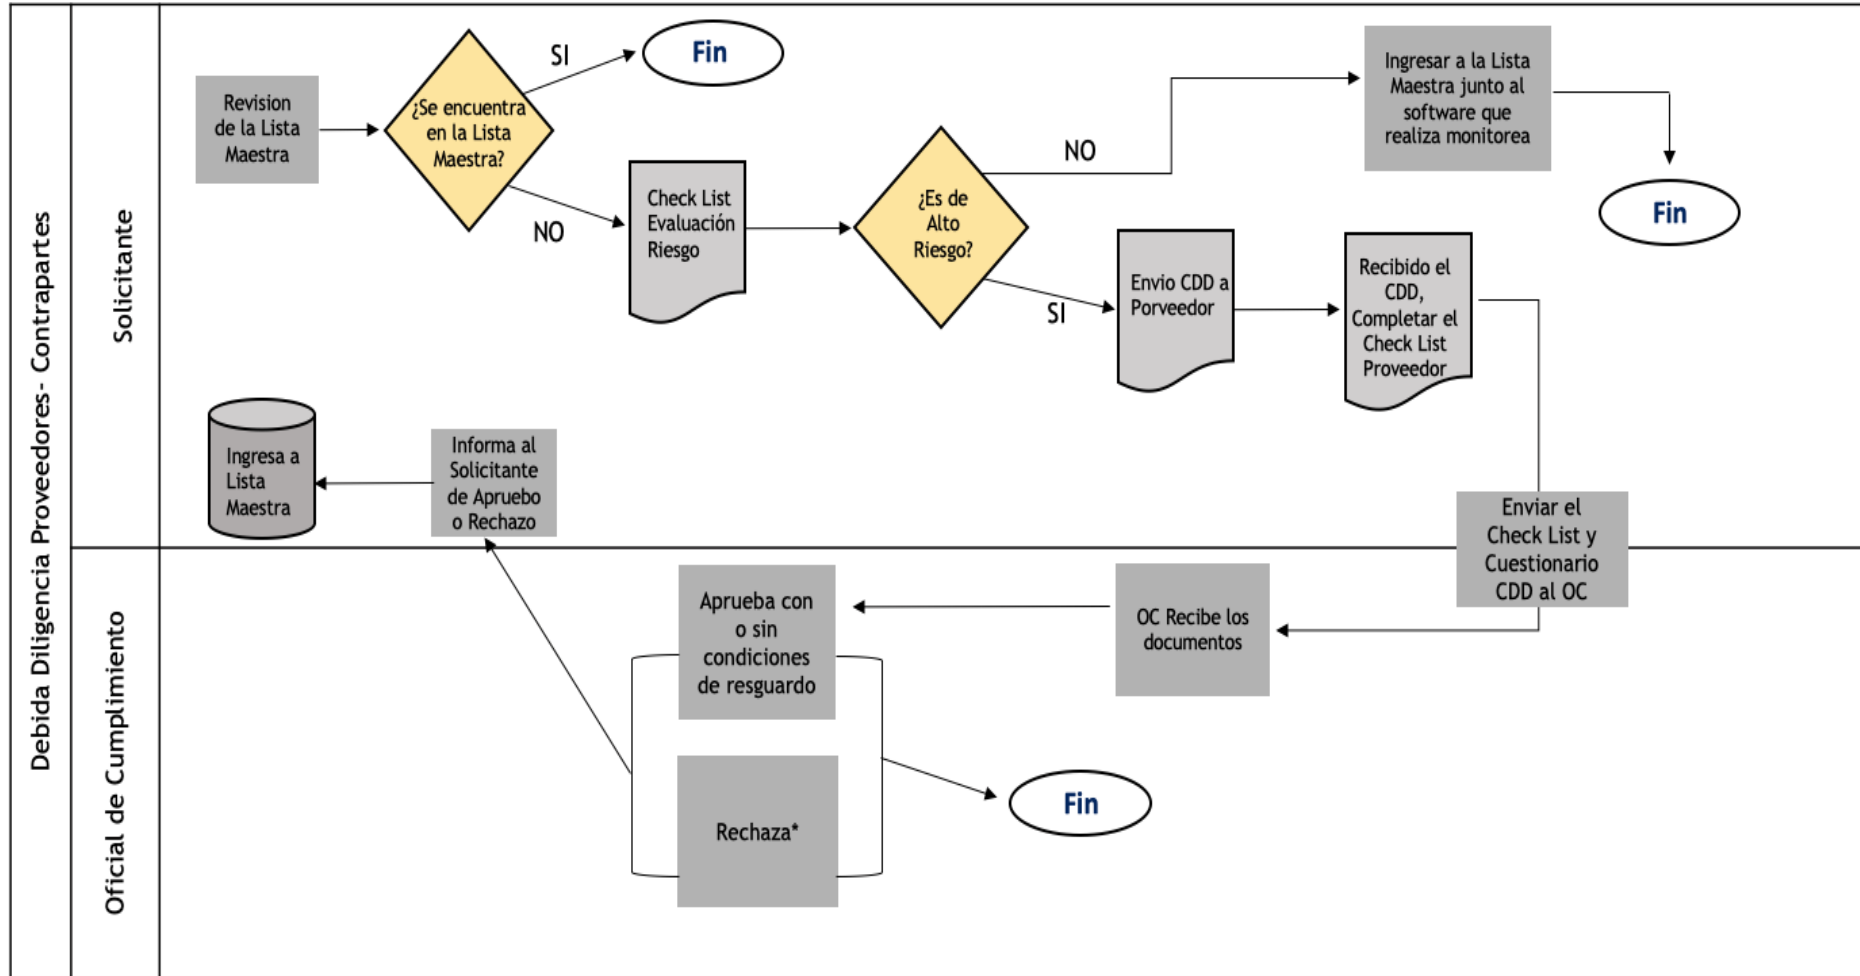 Debida Diligencia Proveedores- Contrapartes
Solicitante
Revision
de la Lista
Maestra
¿Se encuentra
en la Lista
Maestra?
SI
Fin
NO
Check List
Evaluación
Riesgo
¿Es de
Alto
Riesgo?
NO
Ingresar a la Lista
Maestra junto al
software que
realiza monitorea
Fin
SI
Envio CDD a
Porveedor
Recibido el
CDD,
Completar el
Check List
Proveedor
Enviar el
Check List y
Cuestionario
CDD al OC
Informa al
Solicitante
de Apruebo
o Rechazo
Ingresa a
Lista
Maestra
Oficial de Cumplimiento
OC Recibe los
documentos
Aprueba con
o sin
condiciones
de resguardo
Rechaza*
Fin